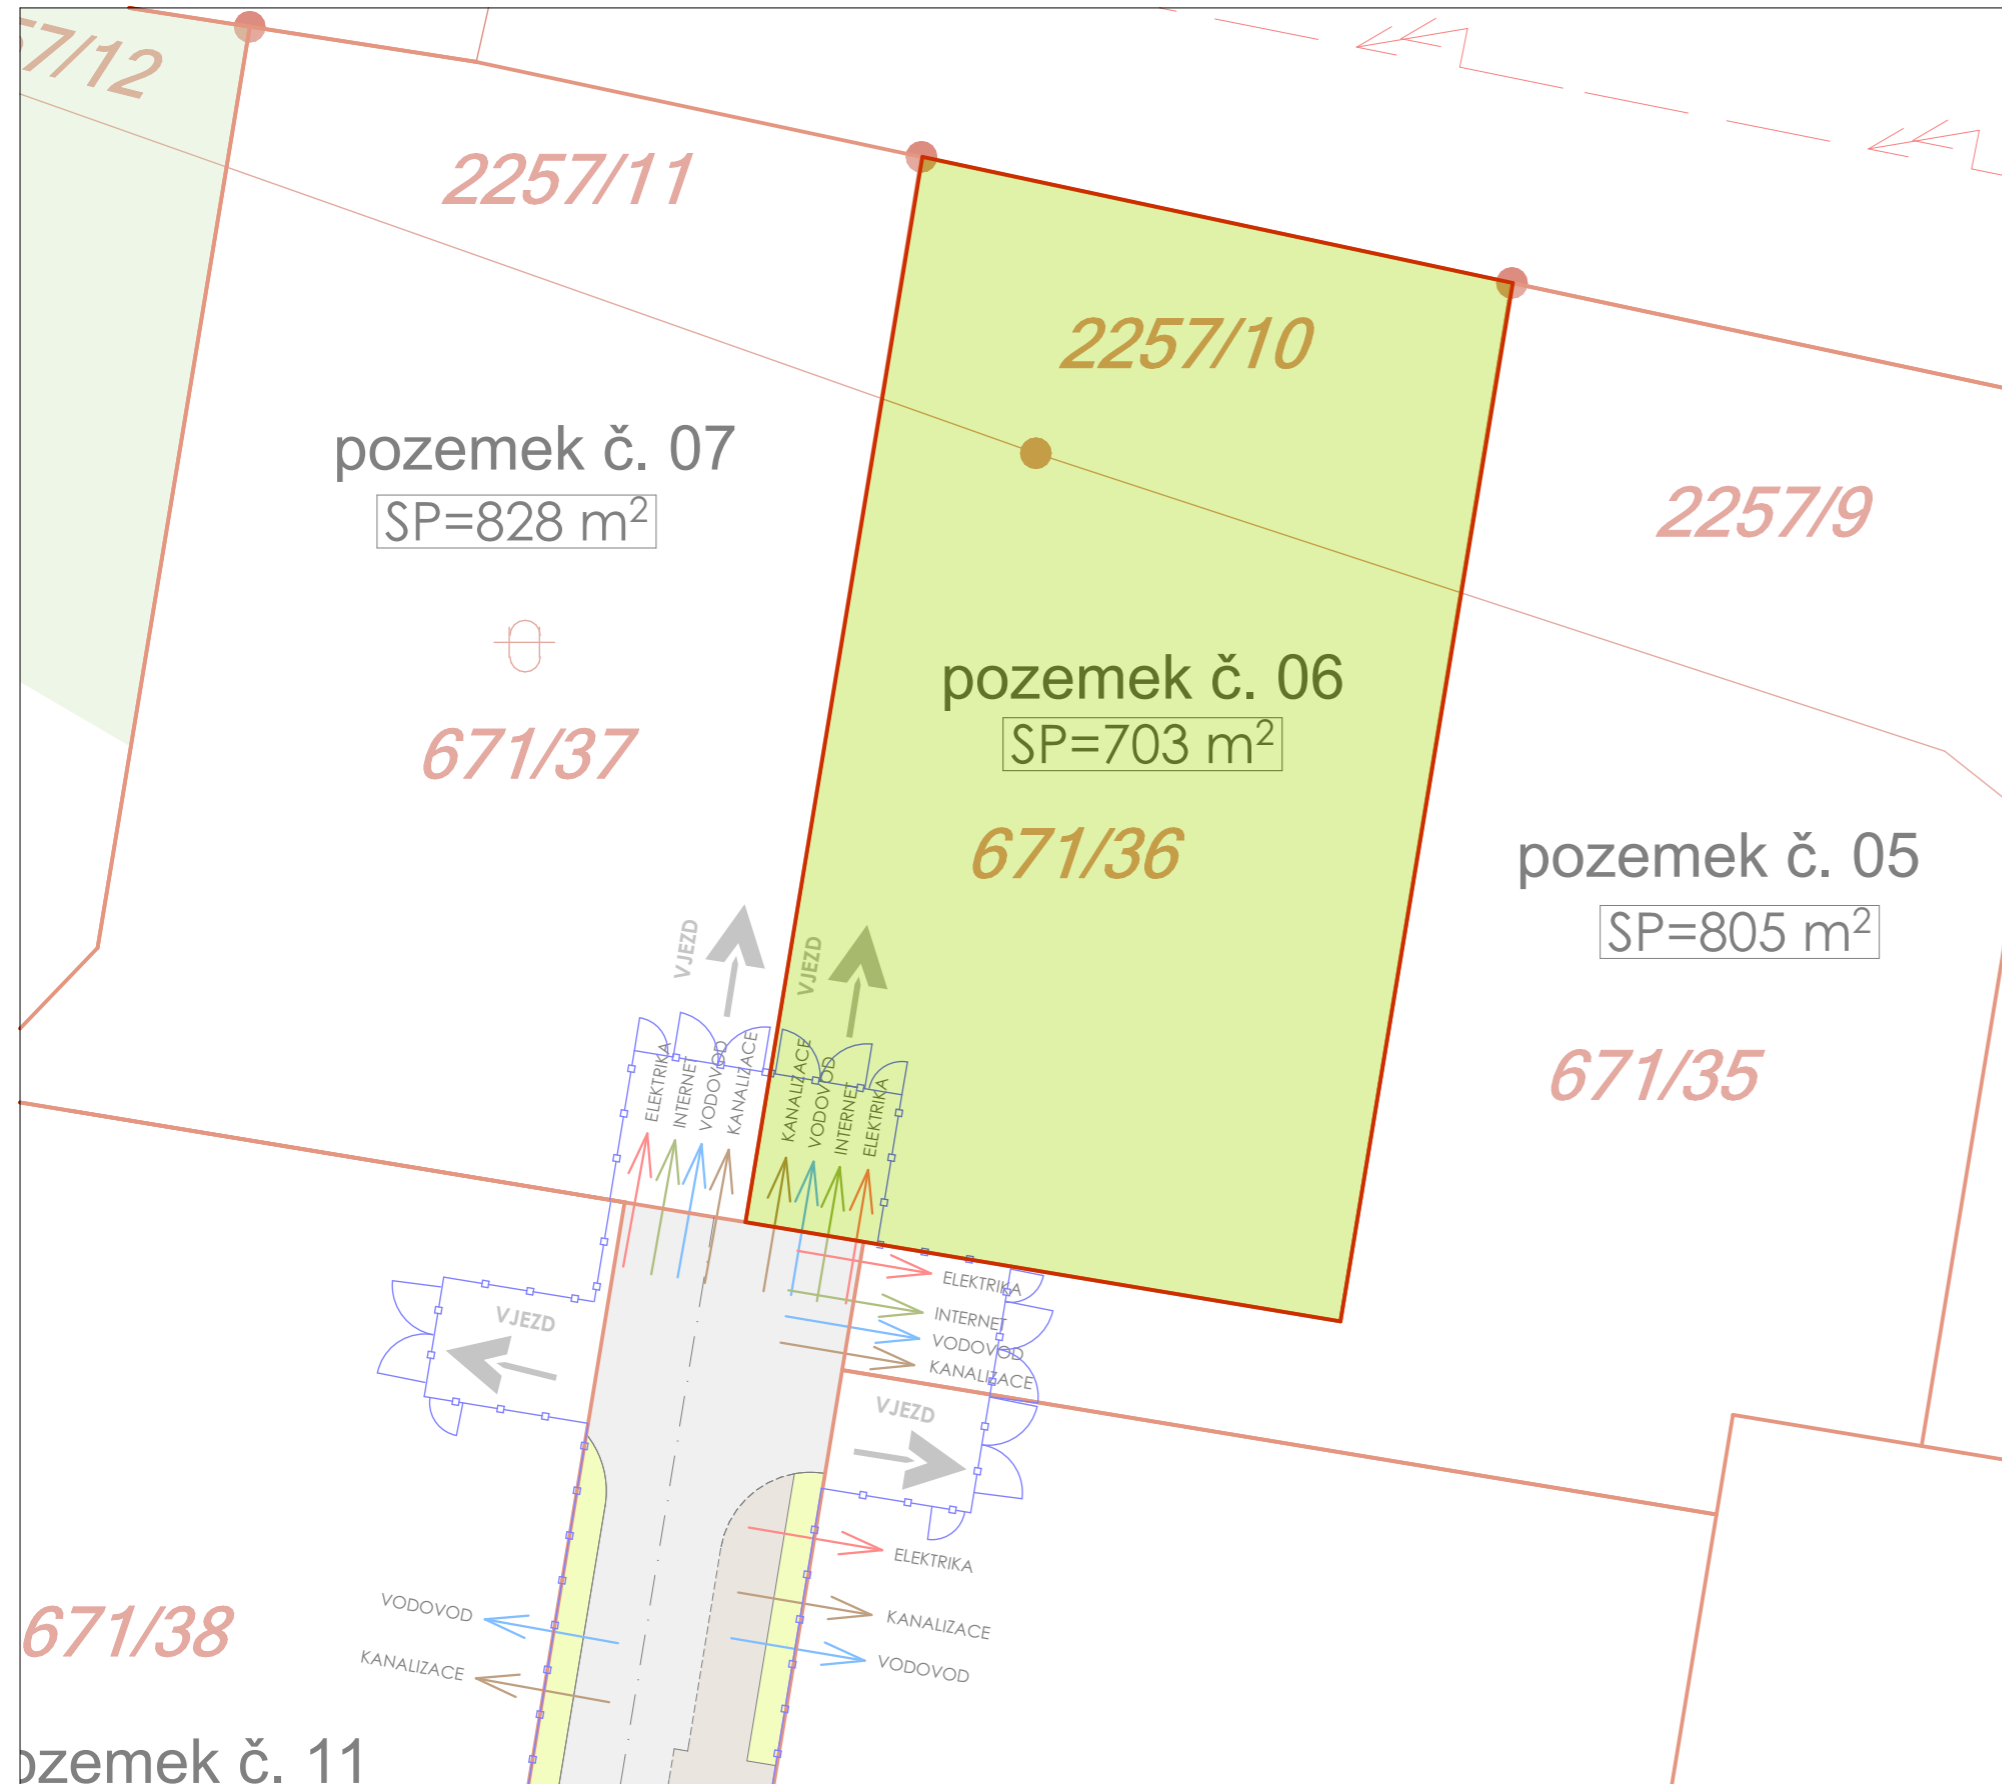 57/12
2257/11
2257/10
pozemek č. 07
SP=828 m²
2257/9
pozemek č. 06
SP=703 m²
671/37
671/36
pozemek č. 05
SP=805 m²
671/35
VJEZD
VJEZD
ELEKTRIKA
INTERNET
VODOVOD
KANALIZACE
KANALIZACE
VODOVOD
INTERNET
ELEKTRIKA
ELEKTRIKA
INTERNET
VODOVOD
KANALIZACE
VJEZD
VJEZD
ELEKTRIKA
VODOVOD
KANALIZACE
KANALIZACE
VODOVOD
671/38
ozemek č. 11